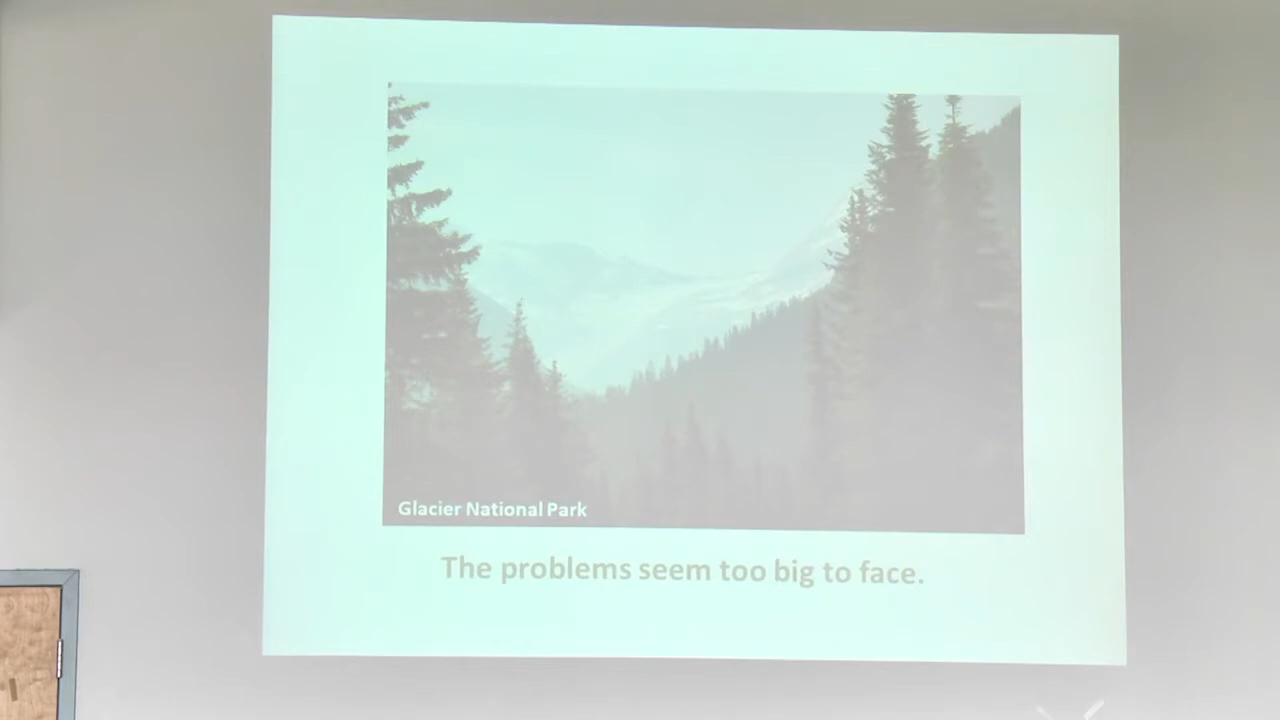 Glacier National Park
The problems seem too big to face.